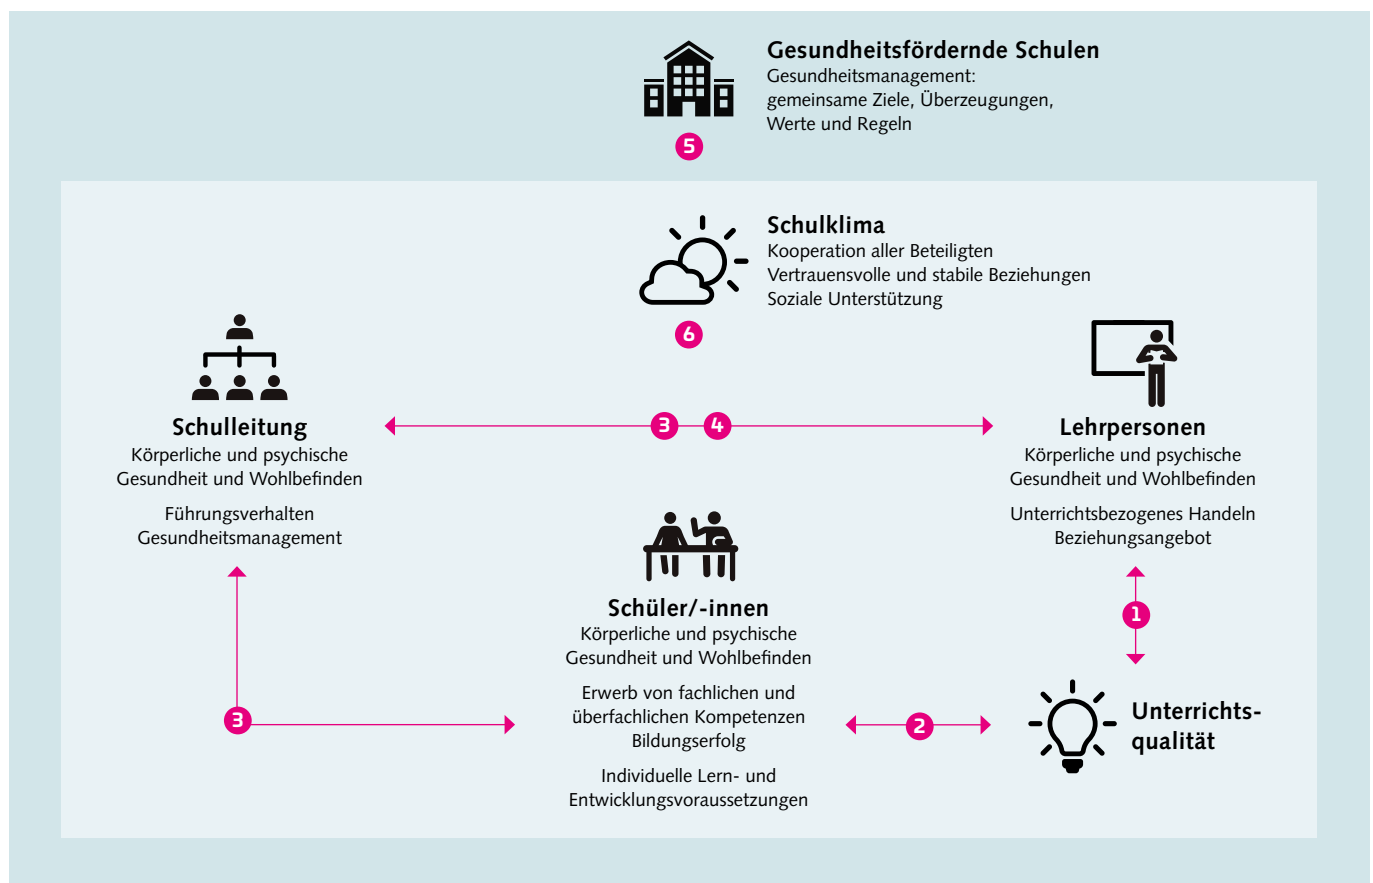 Gesundheitsfördernde Schulen
Gesundheitsmanagement:
gemeinsame Ziele, Überzeugungen,
Werte und Regeln
5
Schulklima
Kooperation aller Beteiligten
Vertrauensvolle und stabile Beziehungen
Soziale Unterstützung
6
Schulleitung
Körperliche und psychische
Gesundheit und Wohlbefinden
Führungsverhalten
Gesundheitsmanagement
3
4
Lehrpersonen
Körperliche und psychische
Gesundheit und Wohlbefinden
Unterrichtsbezogenes Handeln
Beziehungsangebot
1
Schüler/-innen
Körperliche und psychische
Gesundheit und Wohlbefinden
Erwerb von fachlichen und
überfachlichen Kompetenzen
Bildungserfolg
Individuelle Lern- und
Entwicklungsvoraussetzungen
3
2
Unterrichts-
qualität